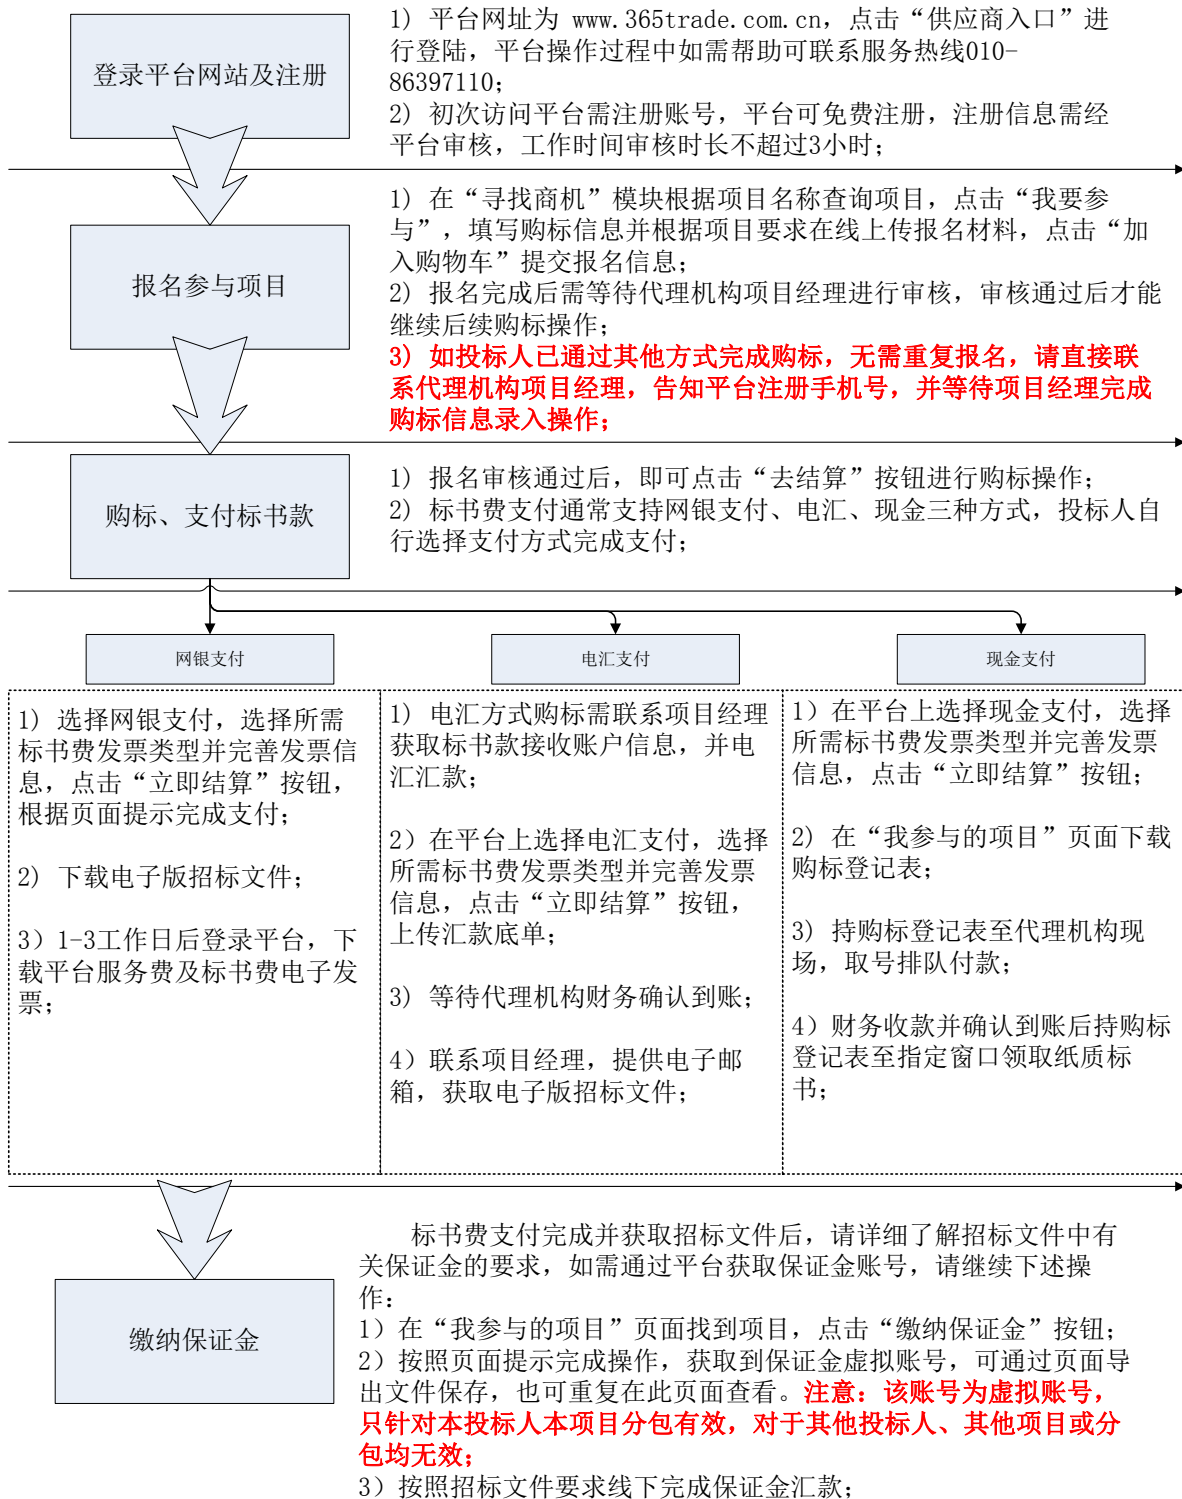 登录平台网站及注册
1) 平台网址为 www.365trade.com.cn, 点击“供应商入口”进
行登陆, 平台操作过程中如需帮助可联系服务热线010-
86397110;
2) 初次访问平台需注册账号, 平台可免费注册, 注册信息需经
平台审核, 工作时间审核时长不超过3小时;
报名参与项目
1) 在“寻找商机”模块根据项目名称查询项目, 点击“我要参
与”, 填写购标信息并根据项目要求在线上传报名材料, 点击“加
入购物车”提交报名信息;
2) 报名完成后需等待代理机构项目经理进行审核, 审核通过后才能
继续后续购标操作;
3) 如投标人已通过其他方式完成购标, 无需重复报名, 请直接联
系代理机构项目经理, 告知平台注册手机号, 并等待项目经理完成
购标信息录入操作;
购标、支付标书款
1) 报名审核通过后, 即可点击“去结算”按钮进行购标操作;
2) 标书费支付通常支持网银支付、电汇、现金三种方式, 投标人自
行选择支付方式完成支付;
网银支付
1) 选择网银支付, 选择所需
标书费发票类型并完善发票信
息, 点击“立即结算”按钮,
根据页面提示完成支付;
2) 下载电子版招标文件;
3）1-3工作日后登录平台, 下
载平台服务费及标书费电子发
票;
电汇支付
1) 电汇方式购标需联系项目经理
获取标书款接收账户信息, 并电
汇汇款;
2）在平台上选择电汇支付, 选择
所需标书费发票类型并完善发票
信息, 点击“立即结算”按钮,
上传汇款底单;
3) 等待代理机构财务确认到账;
4）联系项目经理, 提供电子邮
箱, 获取电子版招标文件;
现金支付
1）在平台上选择现金支付, 选择
所需标书费发票类型并完善发票
信息, 点击“立即结算”按钮;
2) 在“我参与的项目”页面下载
购标登记表;
3) 持购标登记表至代理机构现
场, 取号排队付款;
4）财务收款并确认到账后持购标
登记表至指定窗口领取纸质标
书;
缴纳保证金
标书费支付完成并获取招标文件后, 请详细了解招标文件中有
关保证金的要求, 如需通过平台获取保证金账号, 请继续下述操
作:
1）在“我参与的项目”页面找到项目, 点击“缴纳保证金”按钮;
2）按照页面提示完成操作, 获取到保证金虚拟账号, 可通过页面导
出文件保存, 也可重复在此页面查看。注意: 该账号为虚拟账号,
只针对本投标人本项目分包有效, 对于其他投标人、其他项目或分
包均无效;
3）按照招标文件要求线下完成保证金汇款;